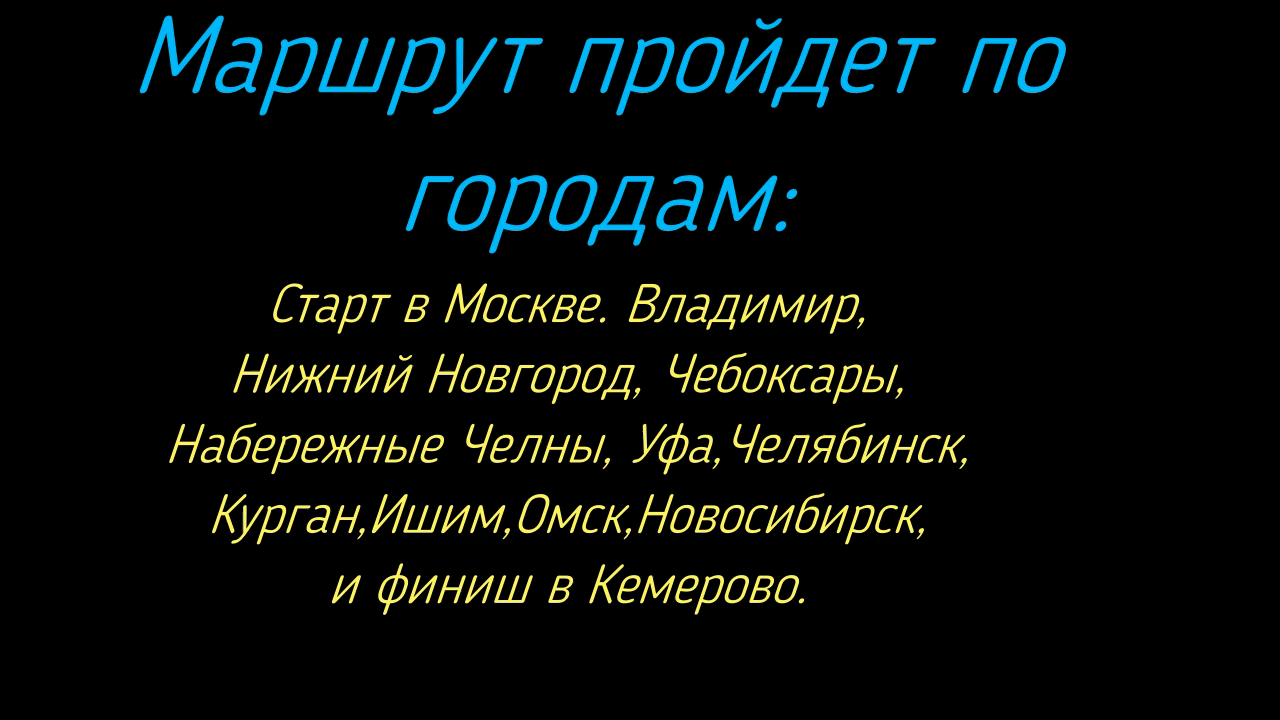 Маршрут пройдет по
городам:
Старт в Москве. Владимир,
Нижний Новгород, Чебоксары,
Набережные Челны, Уфа,Челябинск,
Курган,Ишим,Омск,Новосибирск,
и финиш в Кемерово.